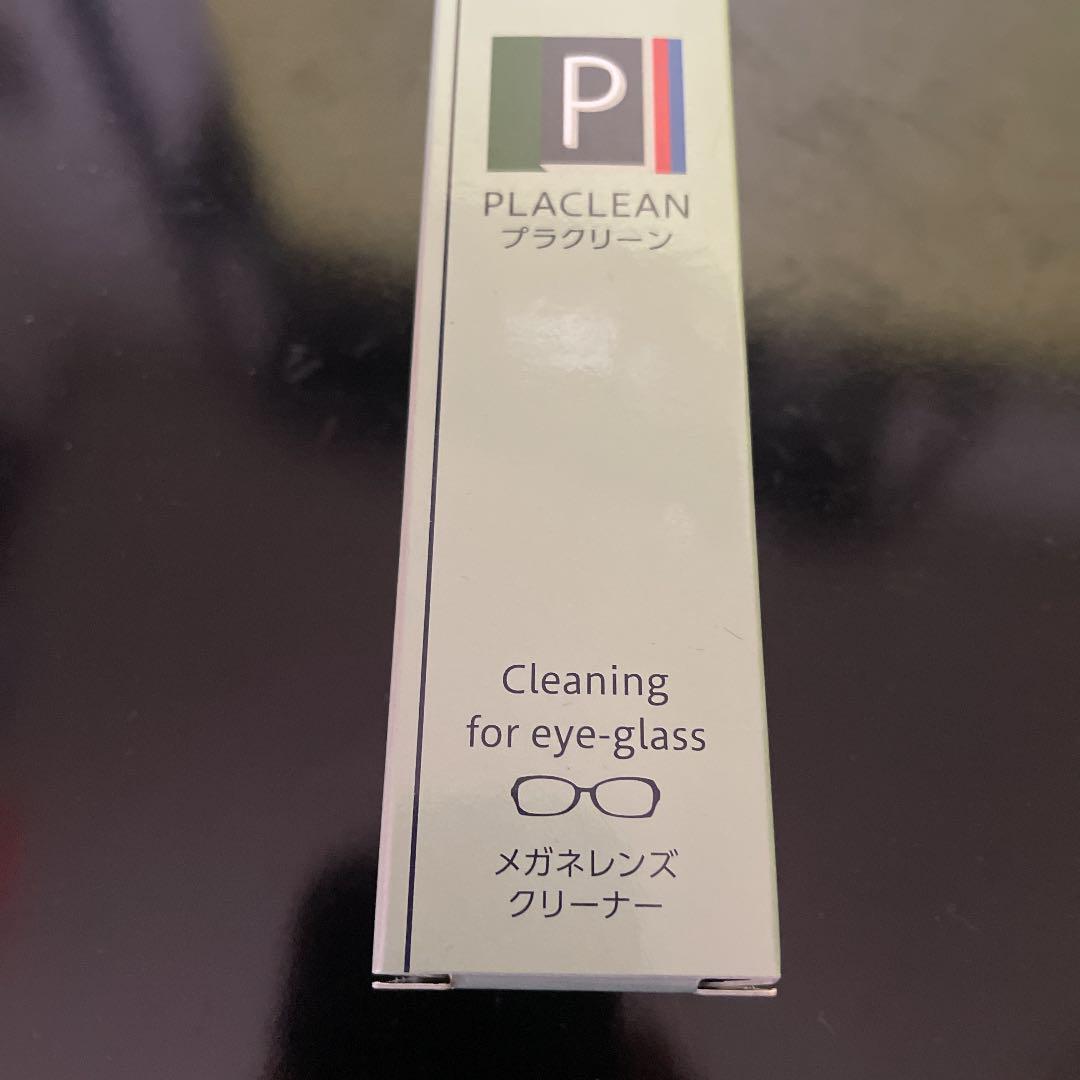 P
PLACLEAN
プラクリーン
Cleaning
for eye-glass
メガネレンズ
クリーナー